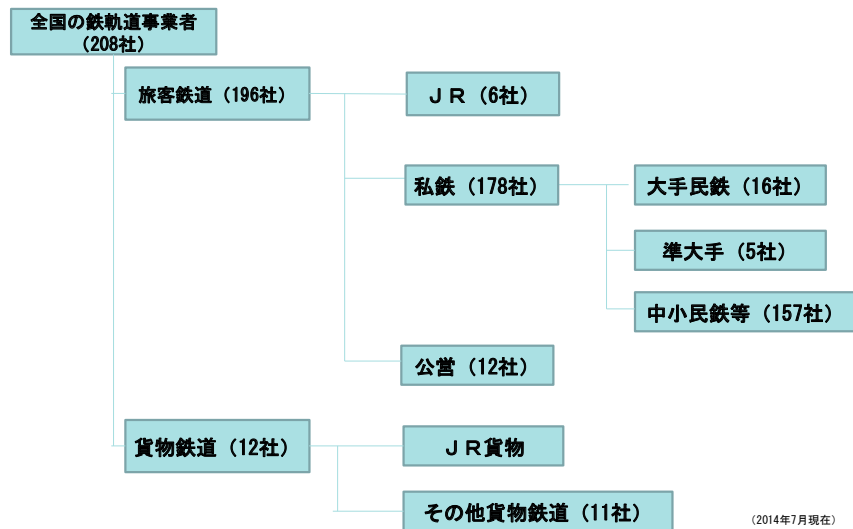 全国の鉄軌道事業者
（208社）
旅客鉄道（196社）
ＪＲ（6社）
私鉄（178社）
大手民鉄（16社）
準大手（5社）
中小民鉄等（157社）
公営（12社）
貨物鉄道（12社）
ＪＲ貨物
その他貨物鉄道（11社）
（2014年7月現在）